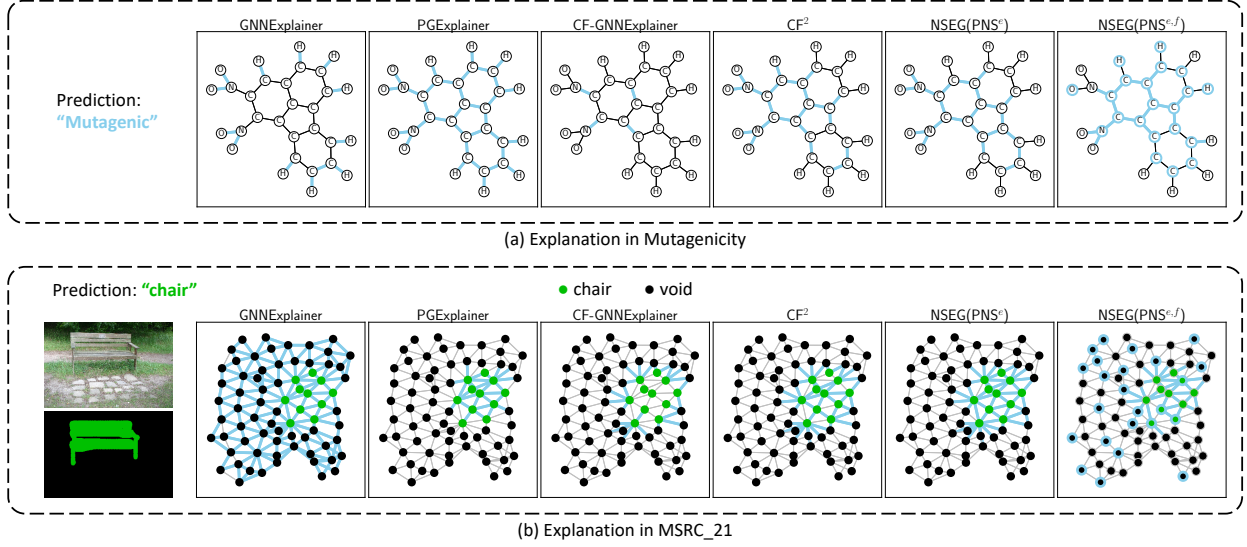 GNNExplainer PGExplainer CF-GNNExplainer CF² NSEG(PNSᵉ) NSEG(PNSᵉ,ᶠ)
Prediction:
"Mutagenic"
(a) Explanation in Mutagenicity
Prediction: "chair"
chair void
GNNExplainer PGExplainer CF-GNNExplainer CF² NSEG(PNSᵉ) NSEG(PNSᵉ,ᶠ)
(b) Explanation in MSRC_21